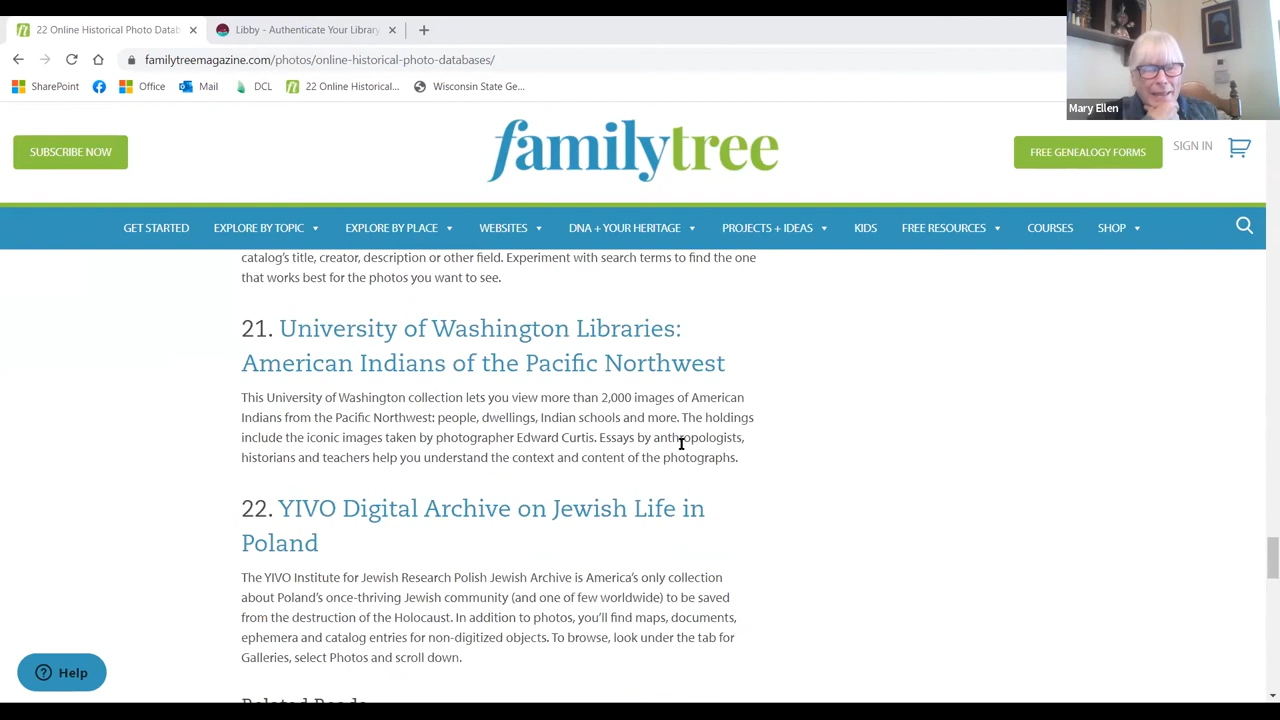 22 Online Historical Photo Datab
Libby - Authenticate Your Library
familytreemagazine.com/photos/online-historical-photo-databases/
SharePoint
Office
Mail
DCL
22 Online Historical...
Wisconsin State Ge...
Mary Ellen
SUBSCRIBE NOW
familytree
FREE GENEALOGY FORMS
SIGN IN
GET STARTED
EXPLORE BY TOPIC
EXPLORE BY PLACE
WEBSITES
DNA + YOUR HERITAGE
PROJECTS + IDEAS
KIDS
FREE RESOURCES
COURSES
SHOP
catalog's title, creator, description or other field. Experiment with search terms to find the one
that works best for the photos you want to see.
21. University of Washington Libraries:
American Indians of the Pacific Northwest
This University of Washington collection lets you view more than 2,000 images of American
Indians from the Pacific Northwest: people, dwellings, Indian schools and more. The holdings
include the iconic images taken by photographer Edward Curtis. Essays by anthropologists,
historians and teachers help you understand the context and content of the photographs.
22. YIVO Digital Archive on Jewish Life in
Poland
The YIVO Institute for Jewish Research Polish Jewish Archive is America's only collection
about Poland's once-thriving Jewish community (and one of few worldwide) to be saved
from the destruction of the Holocaust. In addition to photos, you'll find maps, documents,
ephemera and catalog entries for non-digitized objects. To browse, look under the tab for
Galleries, select Photos and scroll down.
Help
Related Reads